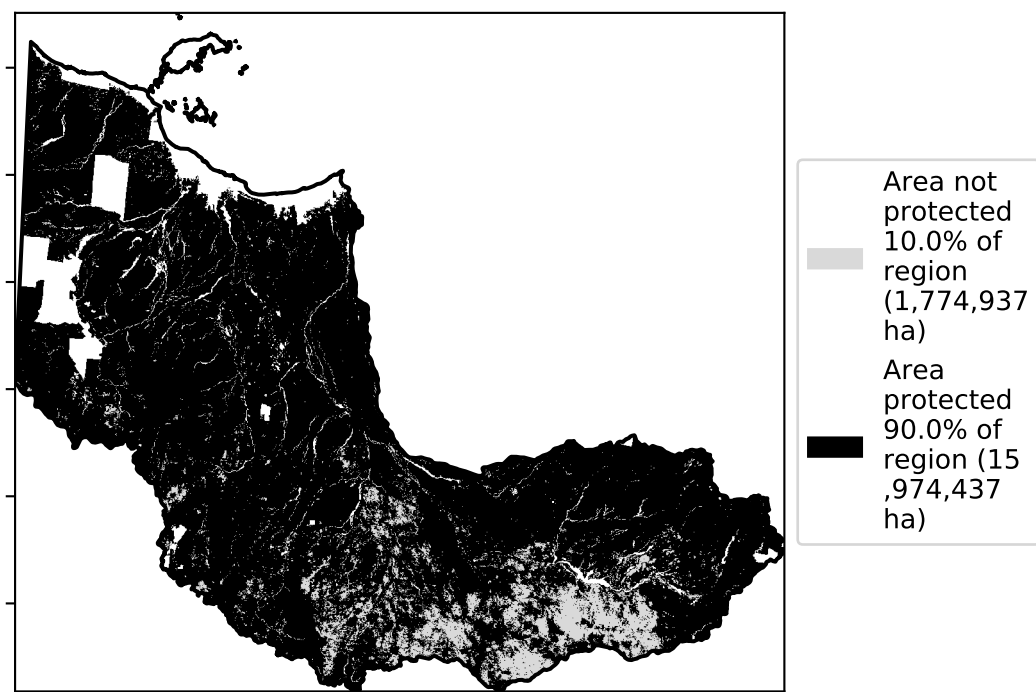 Area not
protected
10.0% of
region
(1,774,937
ha)
Area
protected
90.0% of
region (15
,974,437
ha)